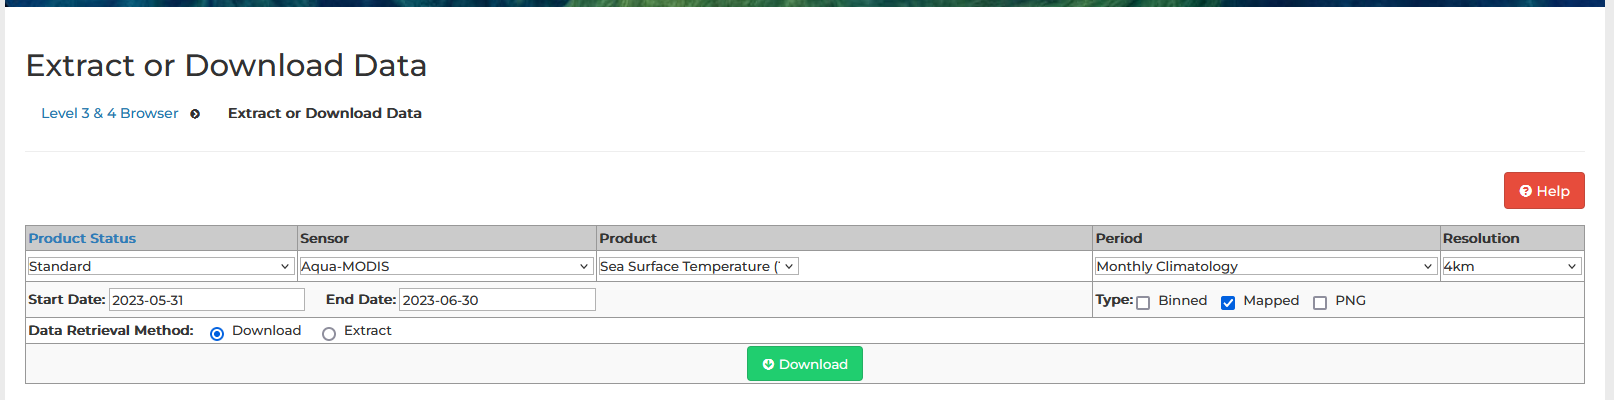 Extract or Download Data
Level 3 & 4 Browser Extract or Download Data
Help
Product Status Sensor Product Period Resolution
Standard Aqua-MODIS Sea Surface Temperature ( Monthly Climatology 4km
Start Date: 2023-05-31 End Date: 2023-06-30 Type: Binned Mapped PNG
Data Retrieval Method: Download Extract
Download